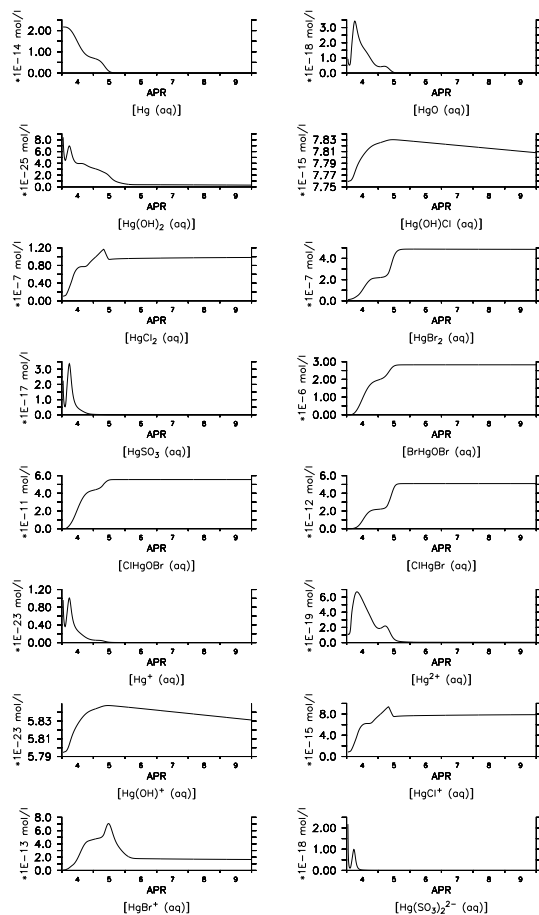 *1E-14 mol/l
2.00
1.00
0.00
4 5 6 7 8 9
APR
[Hg (aq)]
*1E-18 mol/l
3.00
2.00
1.00
0.00
4 5 6 7 8 9
APR
[HgO (aq)]
*1E-25 mol/l
8.0
6.0
4.0
2.0
0.0
4 5 6 7 8 9
APR
[Hg(OH)₂ (aq)]
*1E-15 mol/l
7.83
7.81
7.79
7.77
7.75
4 5 6 7 8 9
APR
[Hg(OH)Cl (aq)]
*1E-7 mol/l
1.20
0.80
0.40
0.00
4 5 6 7 8 9
APR
[HgCl₂ (aq)]
*1E-7 mol/l
4.0
2.0
0.0
4 5 6 7 8 9
APR
[HgBr₂ (aq)]
*1E-17 mol/l
3.0
2.0
1.0
0.0
4 5 6 7 8 9
APR
[HgSO₃ (aq)]
*1E-6 mol/l
3.00
2.00
1.00
0.00
4 5 6 7 8 9
APR
[BrHgOBr (aq)]
*1E-11 mol/l
6.0
4.0
2.0
0.0
4 5 6 7 8 9
APR
[ClHgOBr (aq)]
*1E-12 mol/l
6.0
4.0
2.0
0.0
4 5 6 7 8 9
APR
[ClHgBr (aq)]
*1E-23 mol/l
1.20
0.80
0.40
0.00
4 5 6 7 8 9
APR
[Hg⁺ (aq)]
*1E-19 mol/l
6.0
4.0
2.0
0.0
4 5 6 7 8 9
APR
[Hg²⁺ (aq)]
*1E-23 mol/l
5.83
5.81
5.79
4 5 6 7 8 9
APR
[Hg(OH)⁺ (aq)]
*1E-15 mol/l
8.0
4.0
0.0
4 5 6 7 8 9
APR
[HgCl⁺ (aq)]
*1E-13 mol/l
8.0
6.0
4.0
2.0
0.0
4 5 6 7 8 9
APR
[HgBr⁺ (aq)]
*1E-18 mol/l
2.00
1.00
0.00
4 5 6 7 8 9
APR
[Hg(SO₃)₂²⁻ (aq)]